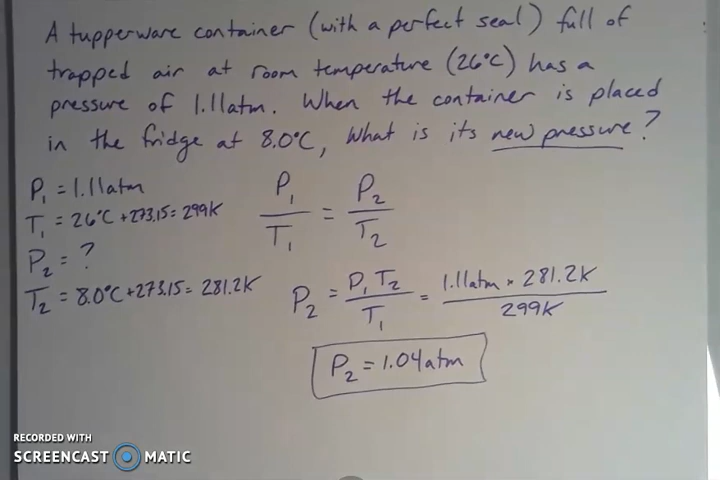 A tupperware container (with a perfect seal) full of
trapped air at room temperature (26°C) has a
pressure of 1.11atm. When the container is placed
in the fridge at 8.0°C, What is its new pressure?
P₁ = 1.11atm
T₁ = 26°C + 273.15 = 299K
P₂ = ?
T₂ = 8.0°C + 273.15 = 281.2K
P₁/T₁ = P₂/T₂
P₂ = P₁T₂/T₁ = 1.11atm × 281.2K/299K
P₂ = 1.04atm
RECORDED WITH
SCREENCAST MATIC